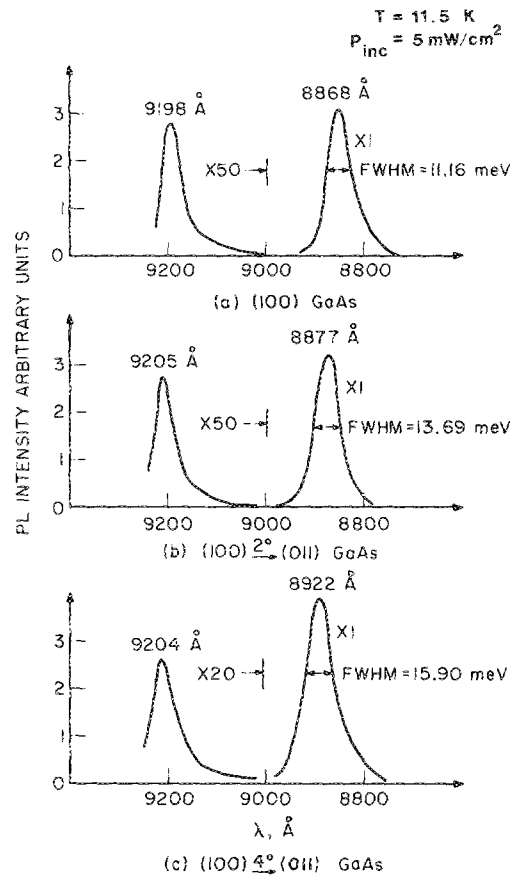 T = 11.5 K
Pinc = 5 mW/cm²
PL INTENSITY ARBITRARY UNITS
9198 Å
8868 Å
X50
X1
FWHM = 11.16 meV
3
2
1
0
9200
9000
8800
(a) (100) GaAs
9205 Å
8877 Å
X50
X1
FWHM = 13.69 meV
3
2
1
0
9200
9000
8800
(b) (100) 2° → (011) GaAs
9204 Å
8922 Å
X20
X1
FWHM = 15.90 meV
3
2
1
0
9200
9000
8800
λ, Å
(c) (100) 4° → (011) GaAs